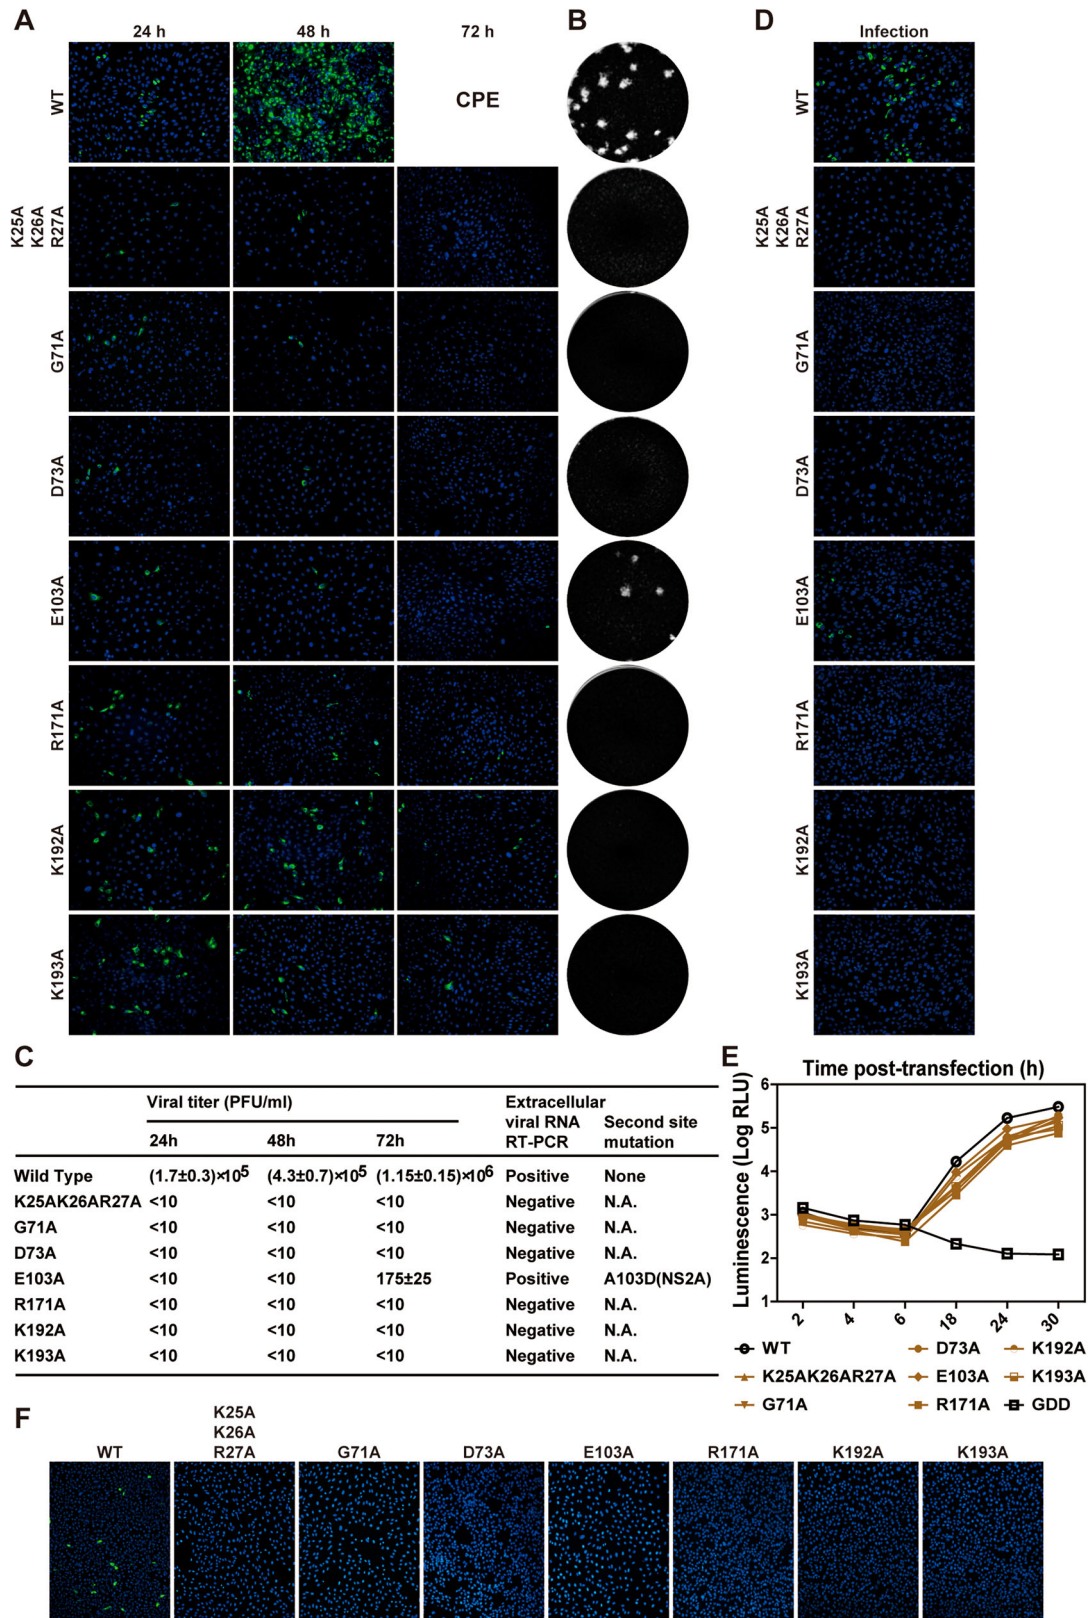 A
24 h
48 h
72 h
B
D
Infection
WT
CPE
WT
K25A
K26A
R27A
K25A
K26A
R27A
G71A
G71A
D73A
D73A
E103A
E103A
R171A
R171A
K192A
K192A
K193A
K193A
C
Viral titer (PFU/ml)
Extracellular
viral RNA
RT-PCR
Second site
mutation
24h 48h 72h
Wild Type (1.7±0.3)×10⁵ (4.3±0.7)×10⁵ (1.15±0.15)×10⁶ Positive None
K25AK26AR27A <10 <10 <10 Negative N.A.
G71A <10 <10 <10 Negative N.A.
D73A <10 <10 <10 Negative N.A.
E103A <10 <10 175±25 Positive A103D(NS2A)
R171A <10 <10 <10 Negative N.A.
K192A <10 <10 <10 Negative N.A.
K193A <10 <10 <10 Negative N.A.
E
Time post-transfection (h)
Luminescence (Log RLU)
6
5
4
3
2
1
2 4 6 18 24 30
WT D73A K192A
K25AK26AR27A E103A K193A
G71A R171A GDD
F
WT
K25A
K26A
R27A
G71A
D73A
E103A
R171A
K192A
K193A